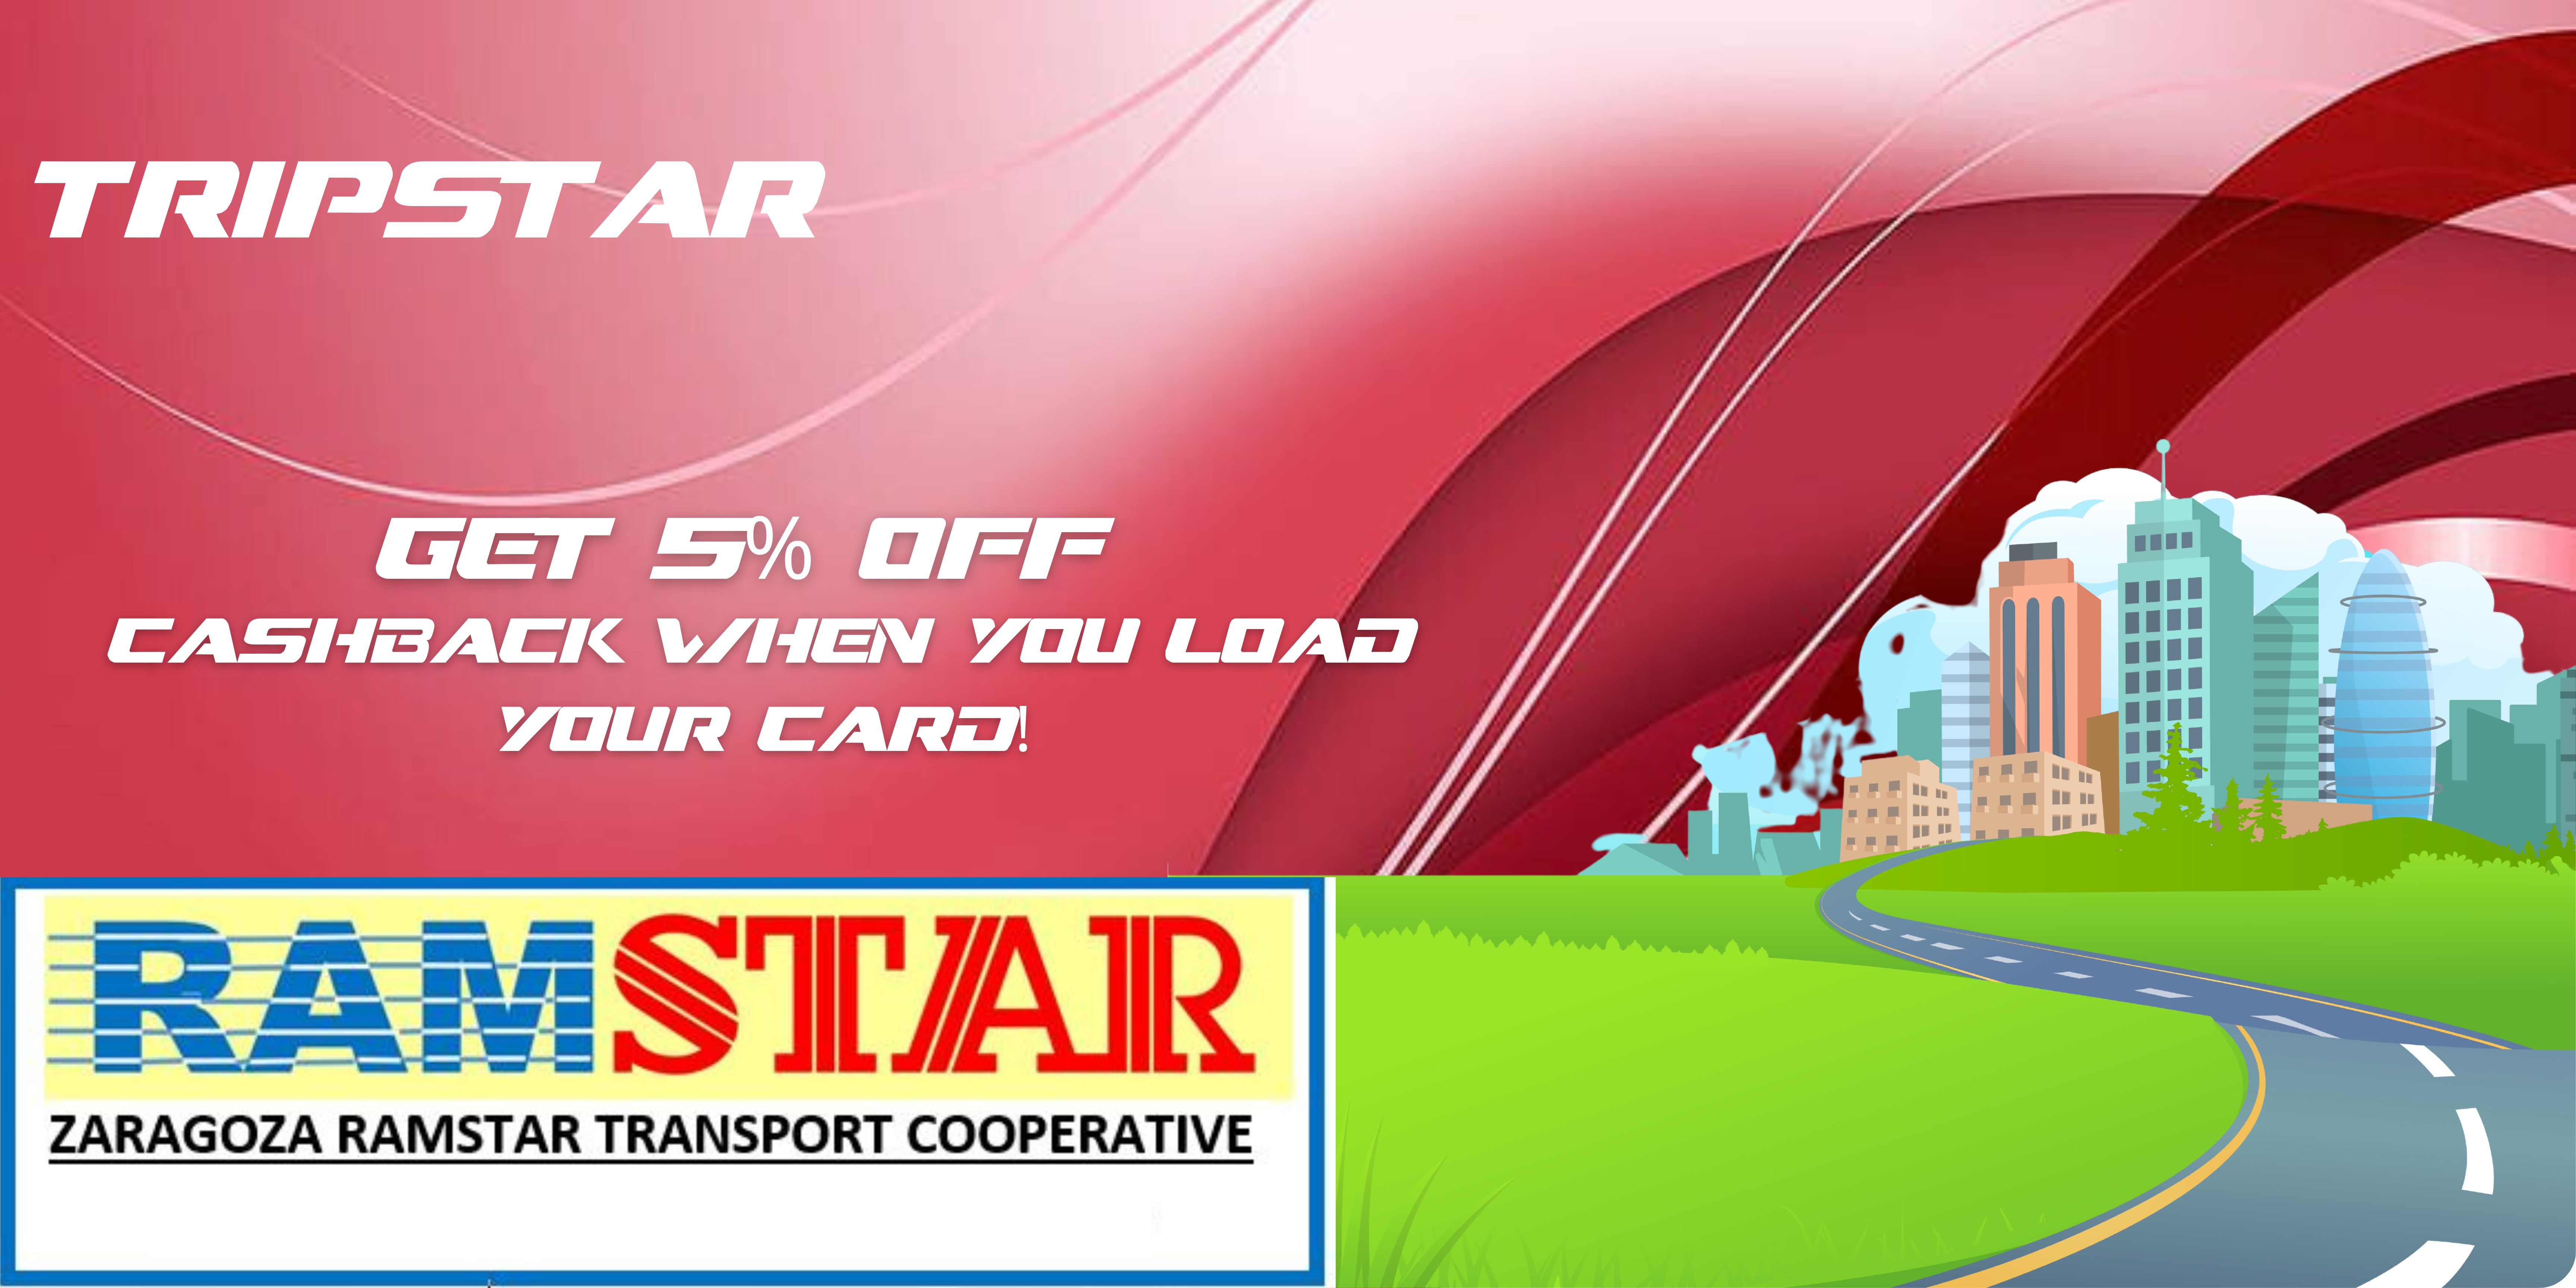 TRIPSTAR
GET 5% OFF
CASHBACK WHEN YOU LOAD
YOUR CARD!
RAMSTAR
ZARAGOZA RAMSTAR TRANSPORT COOPERATIVE